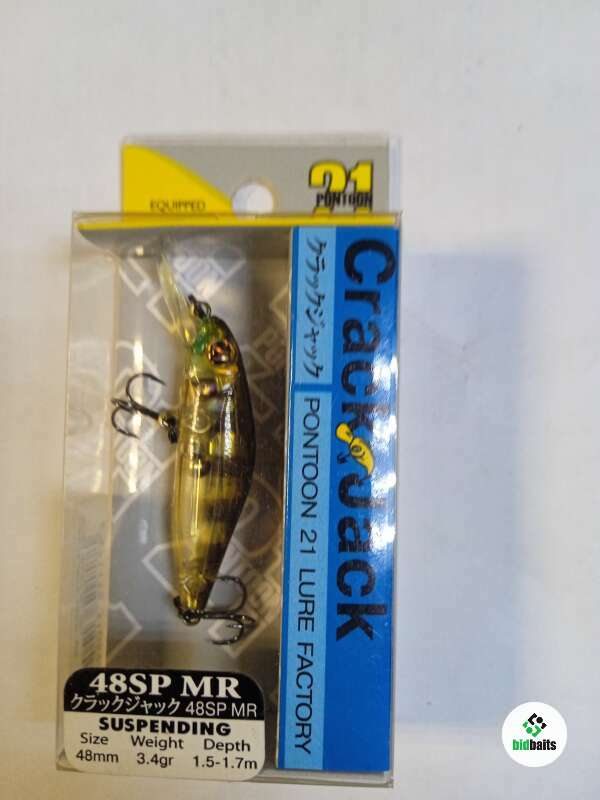 EQUIPPED
21
PONTOON
Crack Jack
クラックジャック PONTOON 21 LURE FACTORY
48SP MR
クラックジャック 48SP MR
SUSPENDING
Size Weight Depth
48mm 3.4gr 1.5-1.7m
bidbaits